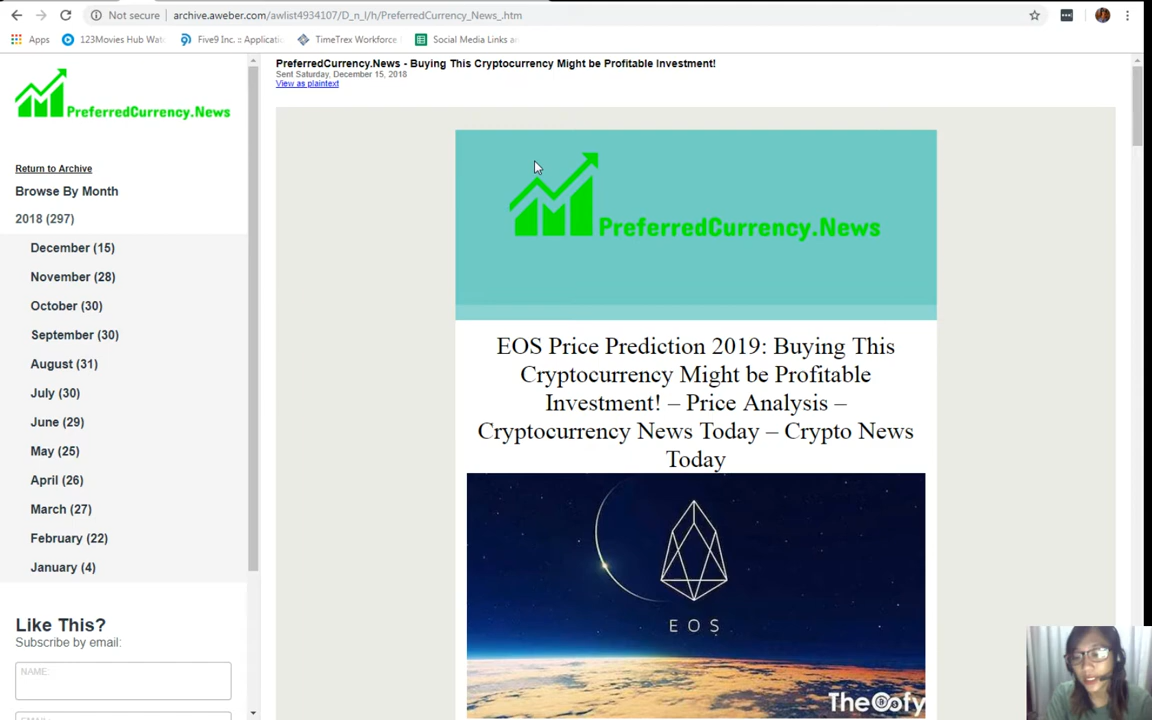 Not secure | archive.aweber.com/awlist4934107/D_n_I/h/PreferredCurrency_News_.htm
Apps 123Movies Hub Wat Five9 Inc. :: Applicati TimeTrex Workforce Social Media Links a
PreferredCurrency.News
Return to Archive
Browse By Month
2018 (297)
December (15)
November (28)
October (30)
September (30)
August (31)
July (30)
June (29)
May (25)
April (26)
March (27)
February (22)
January (4)
Like This?
Subscribe by email:
NAME:
PreferredCurrency.News - Buying This Cryptocurrency Might be Profitable Investment!
Sent Saturday, December 15, 2018
View as plaintext
PreferredCurrency.News
EOS Price Prediction 2019: Buying This
Cryptocurrency Might be Profitable
Investment! – Price Analysis –
Cryptocurrency News Today – Crypto News
Today
EOS
The Oofy